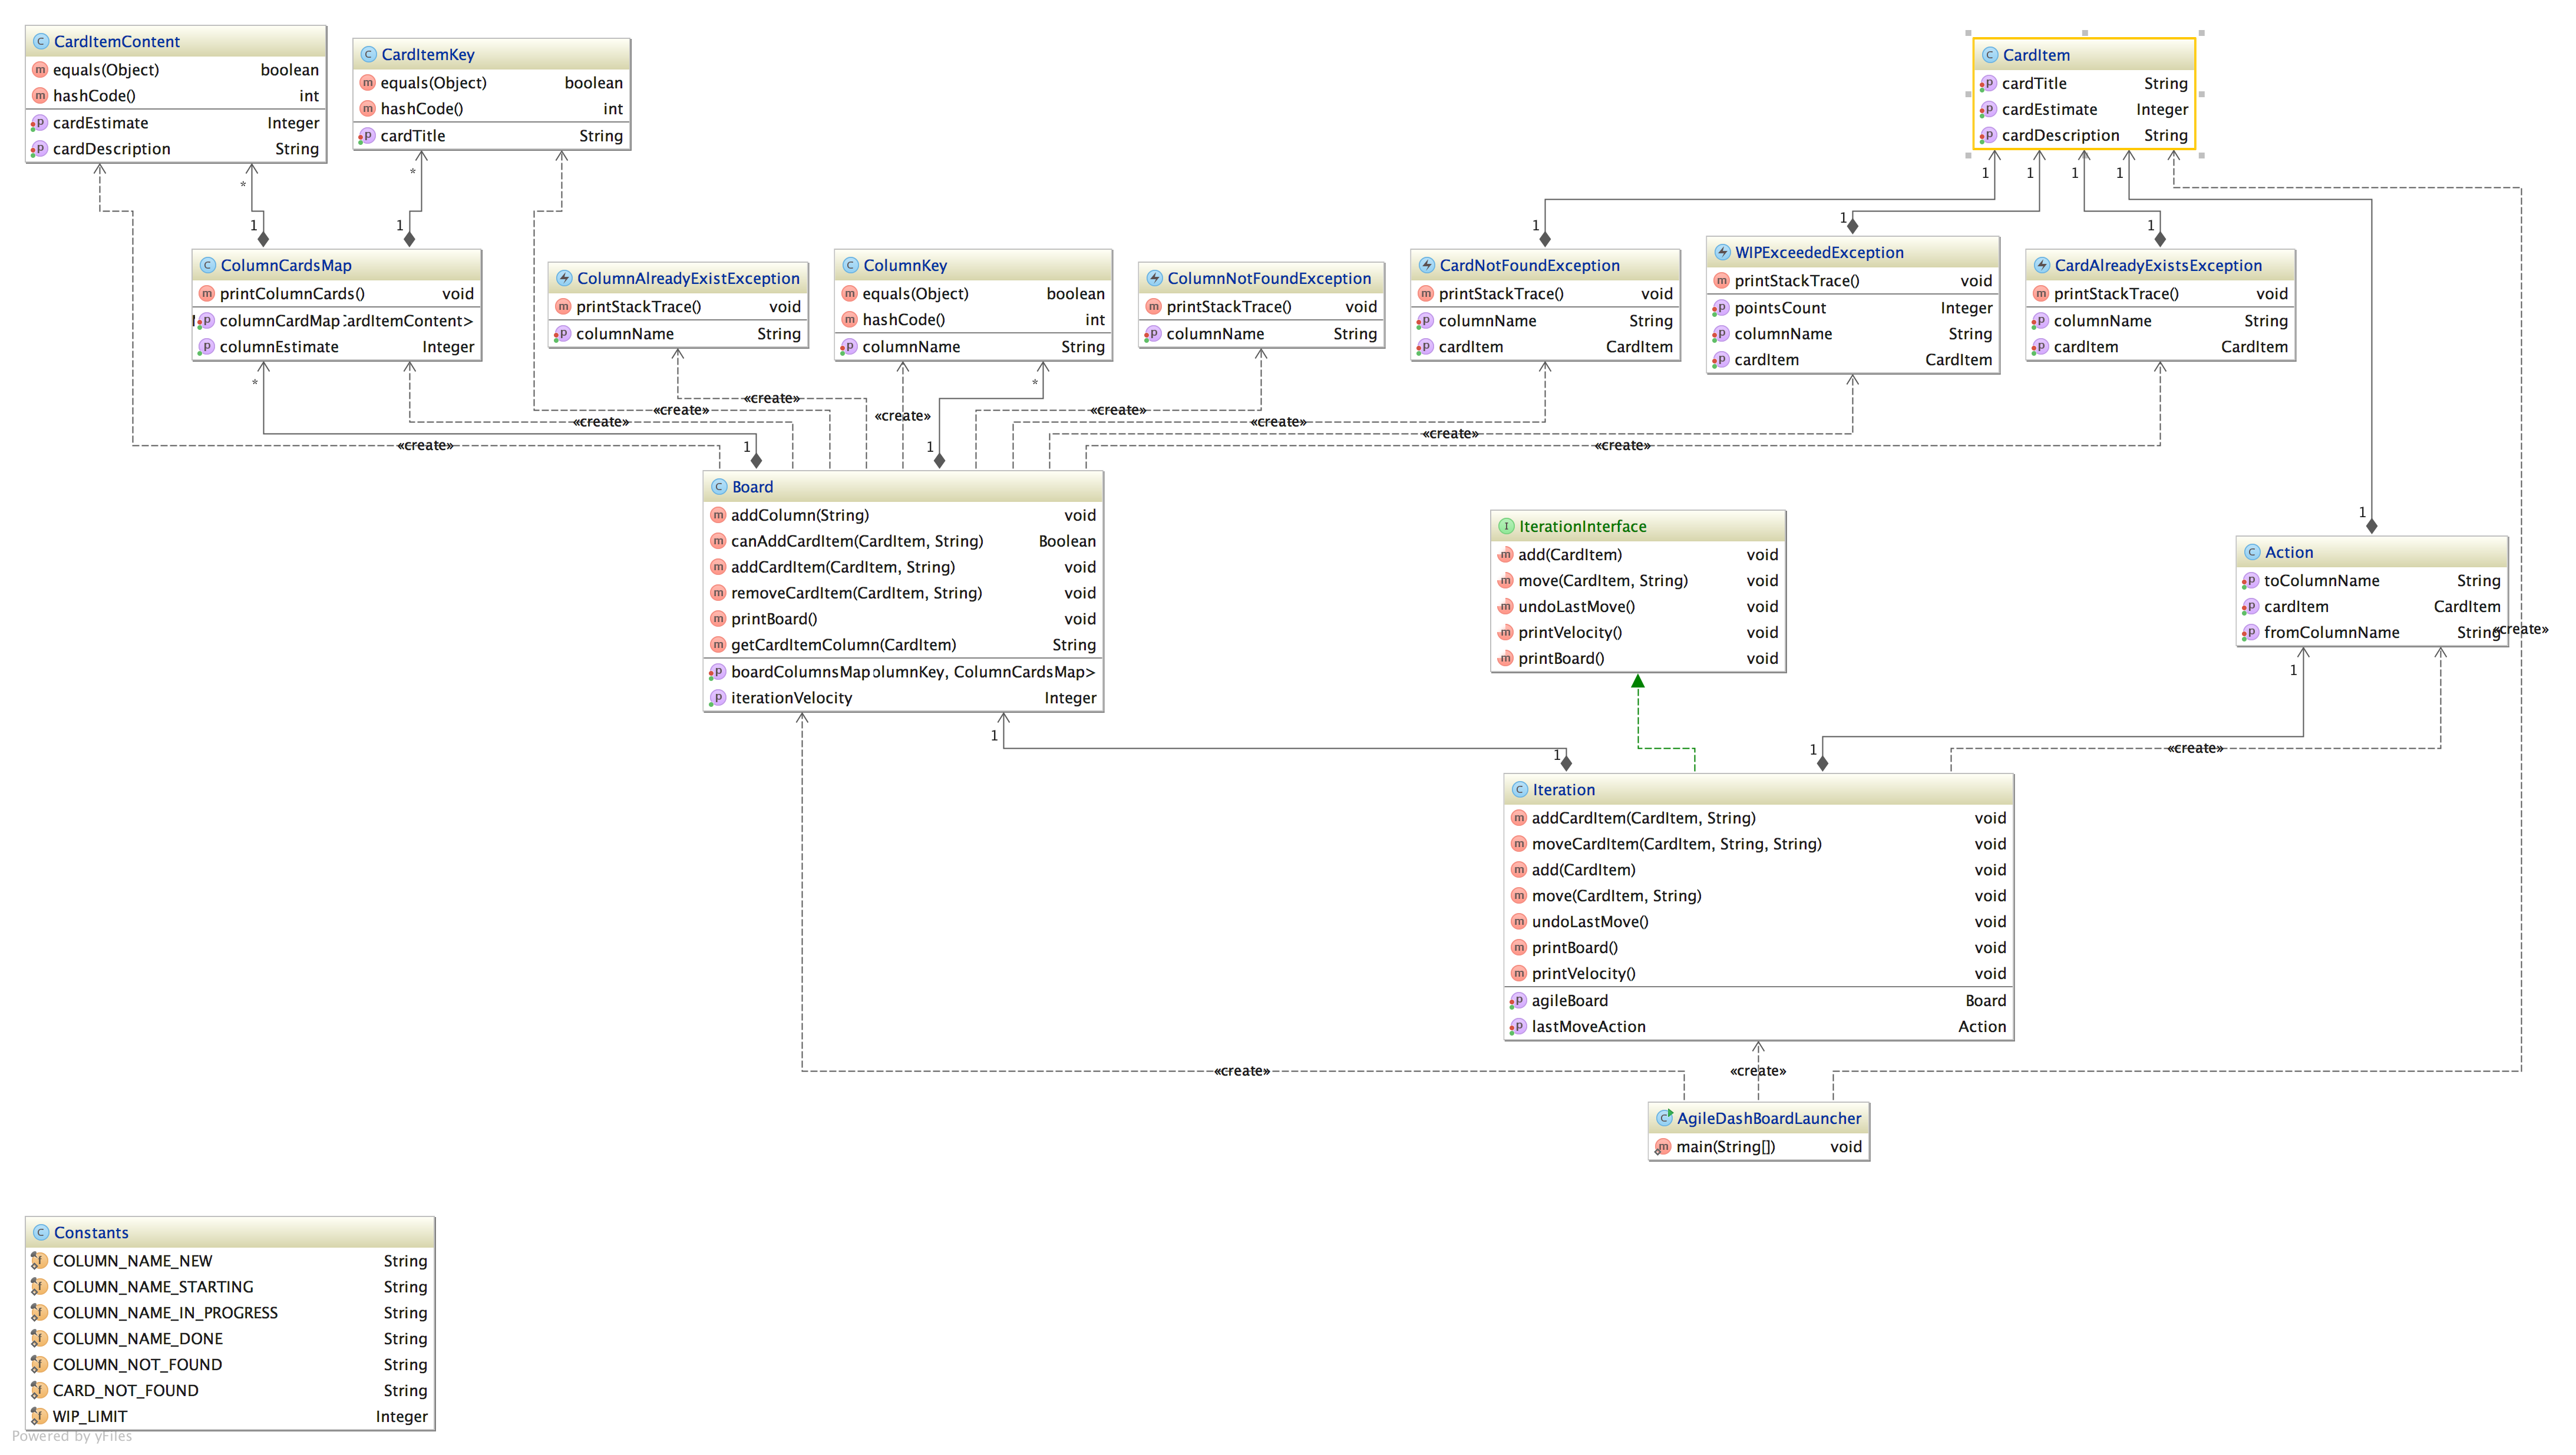 CardItemContent
equals(Object) boolean
hashCode() int
cardEstimate Integer
cardDescription String
CardItemKey
equals(Object) boolean
hashCode() int
cardTitle String
CardItem
cardTitle String
cardEstimate Integer
cardDescription String
* * 1 1 1 1
1 1 1 1 1
ColumnCardsMap
printColumnCards() void
columnCardMap CardItemContent>
columnEstimate Integer
ColumnAlreadyExistException
printStackTrace() void
columnName String
ColumnKey
equals(Object) boolean
hashCode() int
columnName String
ColumnNotFoundException
printStackTrace() void
columnName String
CardNotFoundException
printStackTrace() void
columnName String
cardItem CardItem
WIPExceededException
printStackTrace() void
pointsCount Integer
columnName String
cardItem CardItem
CardAlreadyExistsException
printStackTrace() void
columnName String
cardItem CardItem
* *
«create»
«create» «create»
«create»
«create» «create»
«create»
«create» «create»
1 1
Board
addColumn(String) void
canAddCardItem(CardItem, String) Boolean
addCardItem(CardItem, String) void
removeCardItem(CardItem, String) void
printBoard() void
getCardItemColumn(CardItem) String
boardColumnsMap olumnKey, ColumnCardsMap>
iterationVelocity Integer
IterationInterface
add(CardItem) void
move(CardItem, String) void
undoLastMove() void
printVelocity() void
printBoard() void
1
Action
toColumnName String
cardItem CardItem
fromColumnName String
«create»
1
1
1 1
«create»
Iteration
addCardItem(CardItem, String) void
moveCardItem(CardItem, String, String) void
add(CardItem) void
move(CardItem, String) void
undoLastMove() void
printBoard() void
printVelocity() void
agileBoard Board
lastMoveAction Action
«create» «create»
AgileDashBoardLauncher
main(String[]) void
Constants
COLUMN_NAME_NEW String
COLUMN_NAME_STARTING String
COLUMN_NAME_IN_PROGRESS String
COLUMN_NAME_DONE String
COLUMN_NOT_FOUND String
CARD_NOT_FOUND String
WIP_LIMIT Integer
Powered by yFiles